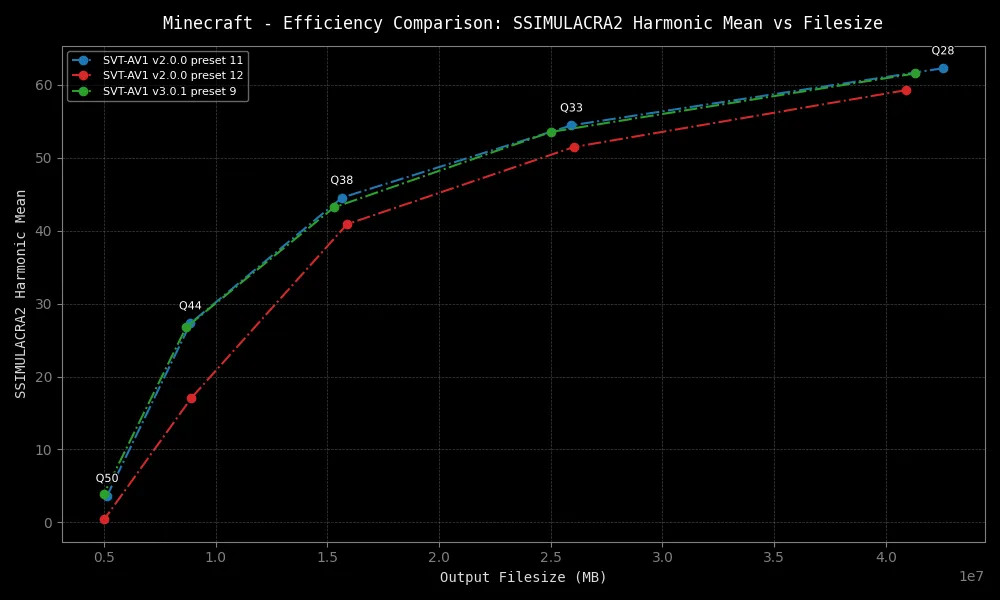 Minecraft - Efficiency Comparison: SSIMULACRA2 Harmonic Mean vs Filesize
SVT-AV1 v2.0.0 preset 11
SVT-AV1 v2.0.0 preset 12
SVT-AV1 v3.0.1 preset 9
Q28
Q33
Q38
Q44
Q50
SSIMULACRA2 Harmonic Mean
60
50
40
30
20
10
0
0.5 1.0 1.5 2.0 2.5 3.0 3.5 4.0
1e7
Output Filesize (MB)